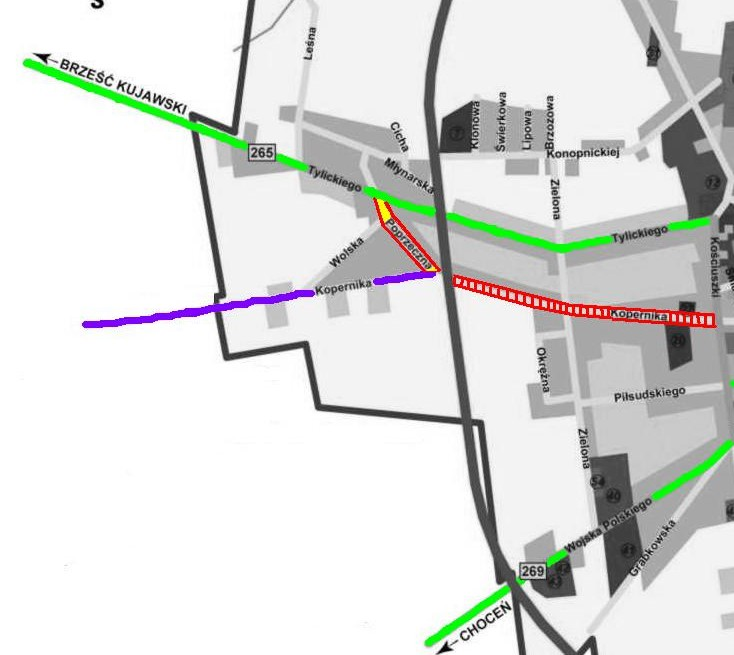 S
Leśna
BRZEŚĆ KUJAWSKI
265
Cicha
Młynarska
Tylickiego
Klonowa
Świerkowa
Lipowa
Brzozowa
Konopnickiej
Zielona
Tylickiego
Kościuszki
Poprzeczna
Wolska
Kopernika
Kopernika
Okrężna
Piłsudskiego
Zielona
Wojska Polskiego
Grabkowska
269
CHOCEŃ